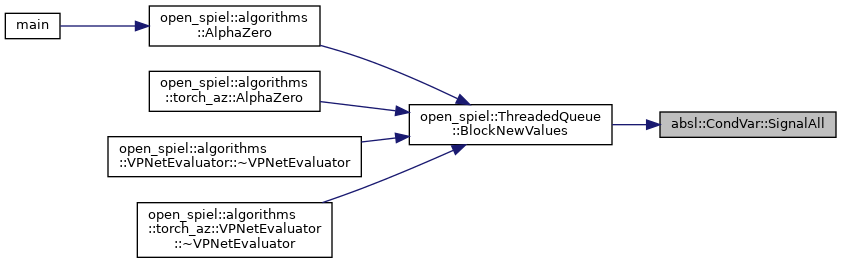 main
open_spiel::algorithms
::AlphaZero
open_spiel::algorithms
::torch_az::AlphaZero
open_spiel::algorithms
::VPNetEvaluator::~VPNetEvaluator
open_spiel::algorithms
::torch_az::VPNetEvaluator
::~VPNetEvaluator
open_spiel::ThreadedQueue
::BlockNewValues
absl::CondVar::SignalAll